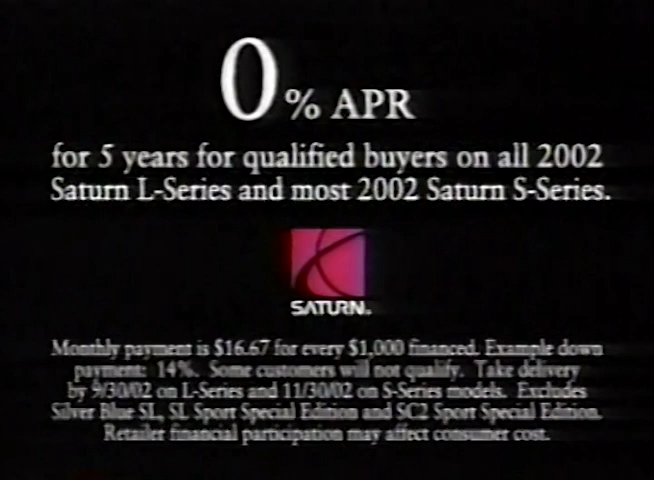 0% APR
for 5 years for qualified buyers on all 2002
Saturn L-Series and most 2002 Saturn S-Series.
SATURN.
Monthly payment is $16.67 for every $1,000 financed. Example down
payment: 14%. Some customers will not qualify. Take delivery
by 9/30/02 on L-Series and 11/30/02 on S-Series models. Excludes
Silver Blue SL, SL Sport Special Edition and SC2 Sport Special Edition.
Retailer financial participation may affect consumer cost.